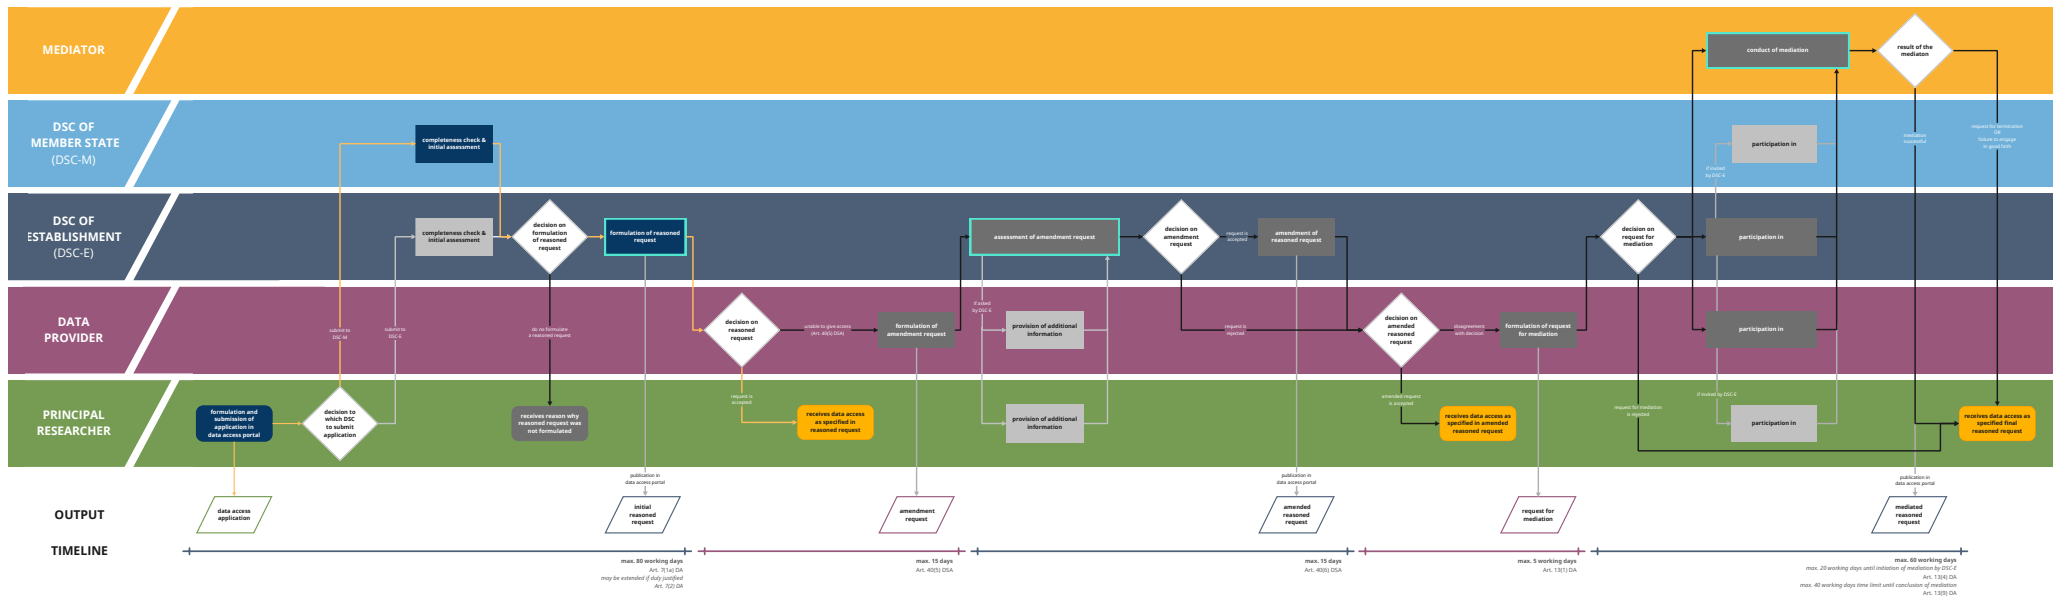 MEDIATOR
conduct of mediation
result of the
mediaton
DSC OF
MEMBER STATE
(DSC-M)
completeness check &
initial assessment
if invited
by DSC-E
participation in
mediation
successful
request for termination
OR
failure to engage
in good faith
DSC OF
ESTABLISHMENT
(DSC-E)
completeness check &
initial assessment
decision on
formulation
of reasoned
request
formulation of reasoned
request
assessment of amendment request
decision on
amendment
request
request is
accepted
amendment of
reasoned request
decision on
request for
mediation
participation in
DATA
PROVIDER
submit to
DSC-M
submit to
DSC-E
do no formulate
a reasoned request
decision on
reasoned
request
unable to give access
(Art. 40(5) DSA)
formulation of
amendment request
if asked
by DSC-E
provision of additional
information
request is
rejected
decision on
amended
reasoned
request
disagreement
with decision
formulation of request
for mediation
participation in
PRINCIPAL
RESEARCHER
formulation and
submission of
application in
data access portal
decision to
which DSC
to submit
application
receives reason why
reasoned request was
not formulated
request is
accepted
receives data access
as specified in
reasoned request
provision of additional
information
amended request
is accepted
receives data access as
specified in amended
reasoned request
request for mediation
is rejected
if invited by DSC-E
participation in
receives data access as
specified final
reasoned request
publication in
data access portal
publication in
data access portal
publication in
data access portal
OUTPUT
data access
application
initial
reasoned
request
amendment
request
amended
reasoned
request
request for
mediation
mediated
reasoned
request
TIMELINE
max. 80 working days
Art. 7(1a) DA
may be extended if duly justified
Art. 7(2) DA
max. 15 days
Art. 40(5) DSA
max. 15 days
Art. 40(6) DSA
max. 5 working days
Art. 13(1) DA
max. 60 working days
max. 20 working days until initiation of mediation by DSC-E
Art. 13(4) DA
max. 40 working days time limit until conclusion of mediation
Art. 13(9) DA